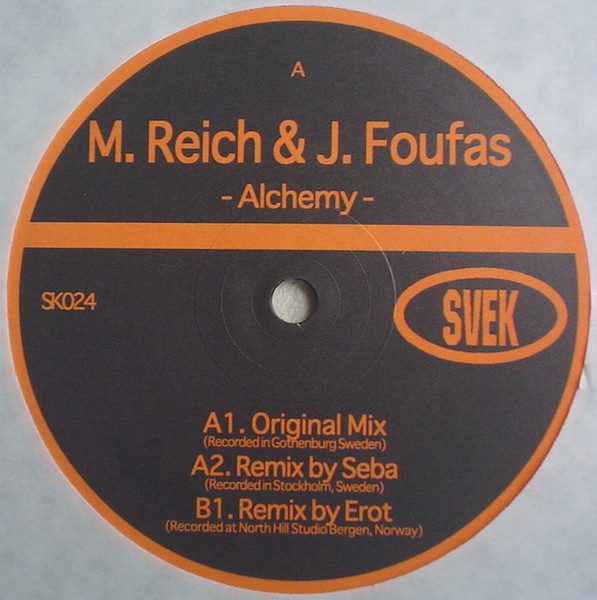 A
M. Reich & J. Foufas
- Alchemy -
SK024
SVEK
A1. Original Mix
(Recorded in Gothenburg Sweden)
A2. Remix by Seba
(Recorded in Stockholm, Sweden)
B1. Remix by Erot
(Recorded at North Hill Studio Bergen, Norway)